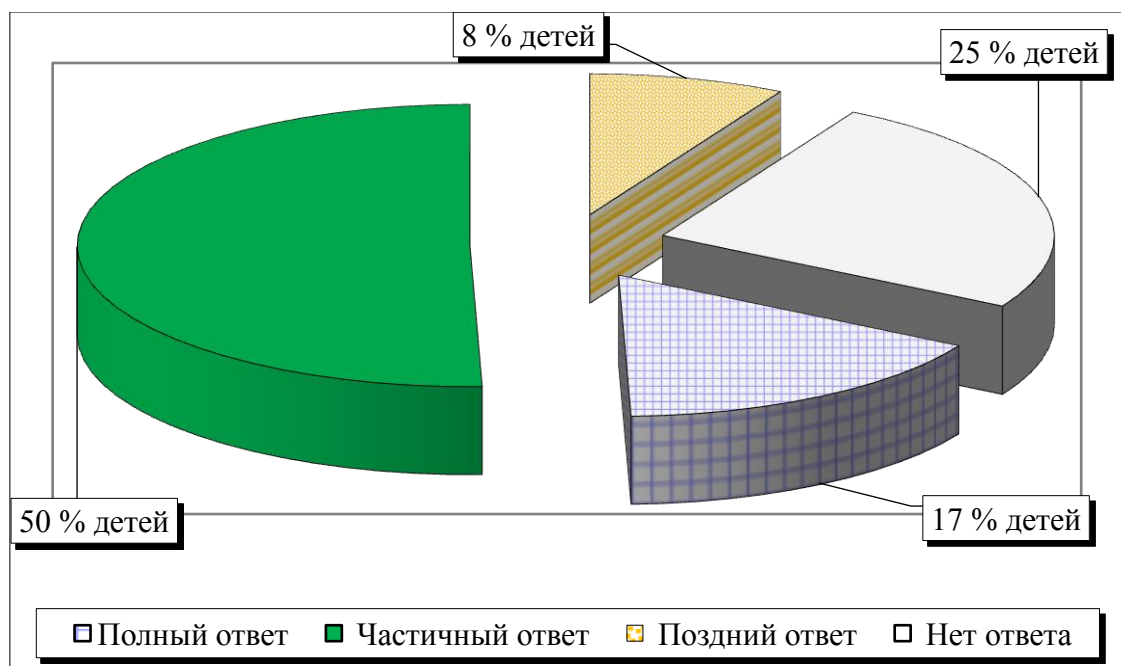 8 % детей
25 % детей
50 % детей
17 % детей
Полный ответ
Частичный ответ
Поздний ответ
Нет ответа